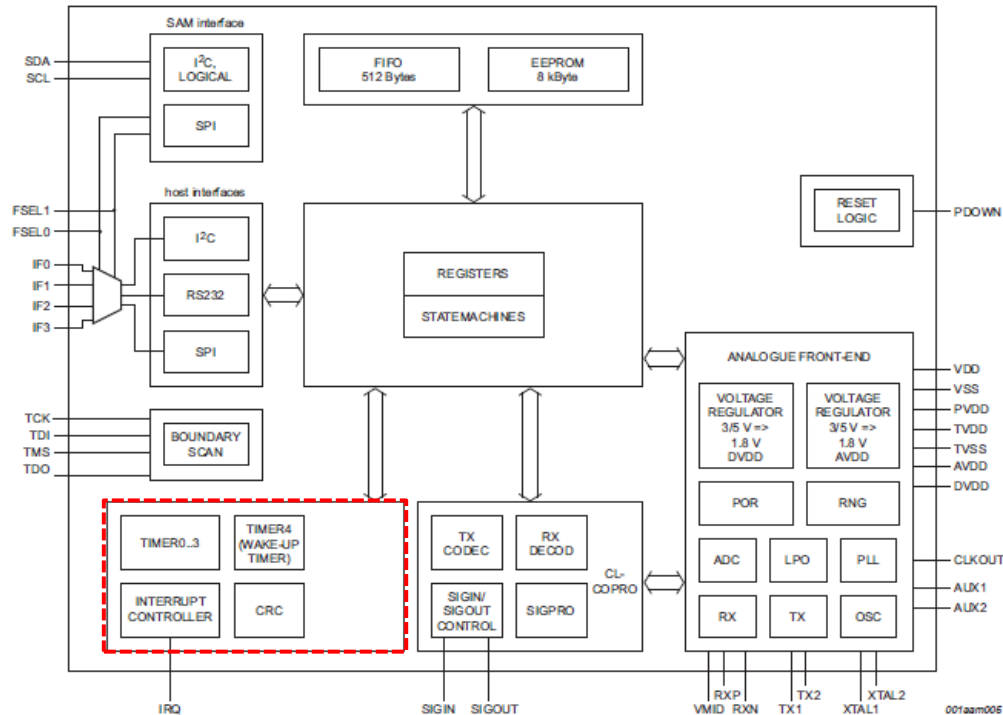 SAM interface
SDA
SCL
I²C,
LOGICAL
SPI
FIFO
512 Bytes
EEPROM
8 kByte
host interfaces
FSEL1
FSEL0
IF0
IF1
IF2
IF3
I²C
RS232
SPI
REGISTERS
STATEMACHINES
RESET
LOGIC
PDOWN
TCK
TDI
TMS
TDO
BOUNDARY
SCAN
ANALOGUE FRONT-END
VOLTAGE
REGULATOR
3/5 V =>
1.8 V
DVDD
VOLTAGE
REGULATOR
3/5 V =>
1.8 V
AVDD
POR
RNG
ADC
LPO
PLL
RX
TX
OSC
VDD
VSS
PVDD
TVDD
TVSS
AVDD
DVDD
CLKOUT
AUX1
AUX2
TIMER0..3
TIMER4
(WAKE-UP
TIMER)
INTERRUPT
CONTROLLER
CRC
TX
CODEC
RX
DECOD
SIGIN/
SIGOUT
CONTROL
SIGPRO
CL-
COPRO
IRQ
SIGIN
SIGOUT
VMID
RXP
RXN
TX1
TX2
XTAL1
XTAL2
001aam005